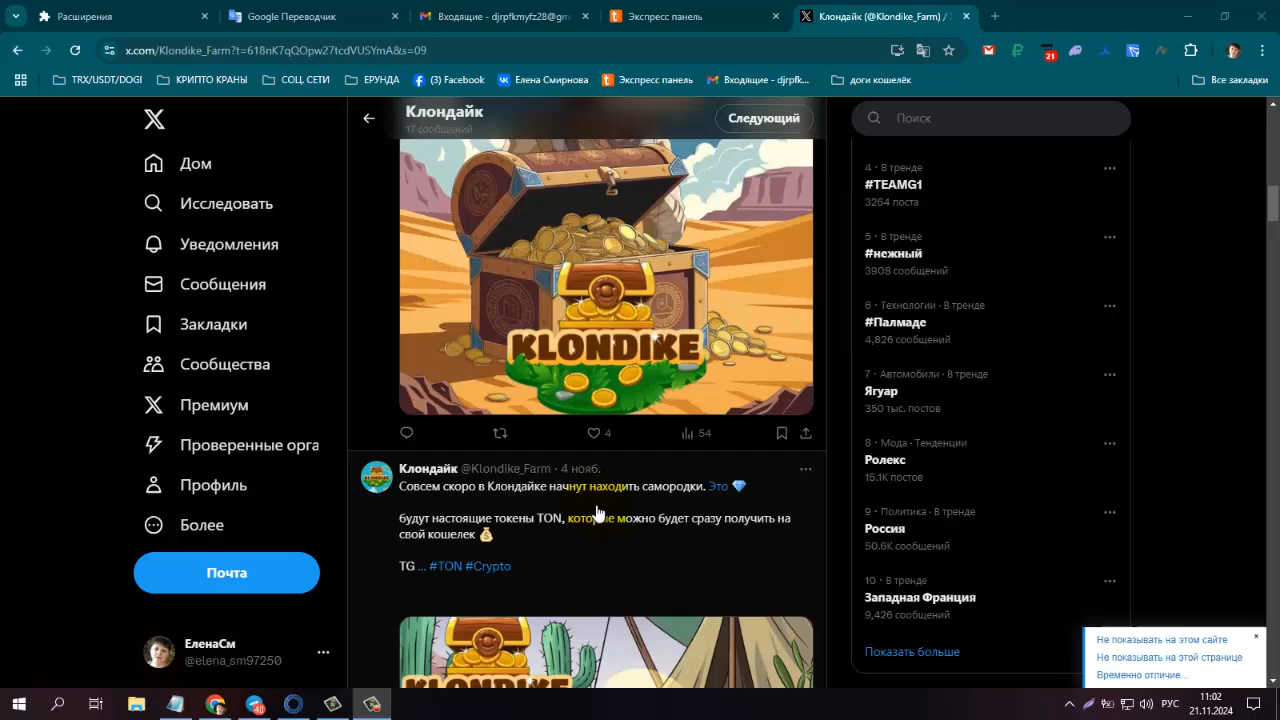 Расширения
Google Переводчик
Входящие - djrpfkmyfz28@gm
Экспресс панель
Клондайк (@Klondike_Farm) / 
x.com/Klondike_Farm?t=618nK7qQOpw27tcdVUSYmA&s=09
21
TRX/USDT/DOGI
КРИПТО КРАНЫ
СОЦ. СЕТИ
ЕРУНДА
(3) Facebook
Елена Смирнова
Экспресс панель
Входящие - djrpfk...
доги кошелёк
Все закладки
Клондайк
17 сообщений
Следующий
Поиск
Дом
Исследовать
Уведомления
Сообщения
Закладки
Сообщества
Премиум
Проверенные орга
Профиль
Более
Почта
ЕленаСм
@elena_sm97250
KLONDIKE
4
54
Клондайк @Klondike_Farm · 4 нояб.
Совсем скоро в Клондайке начнут находить самородки. Это
будут настоящие токены TON, которые можно будет сразу получить на
свой кошелек
TG ... #TON #Crypto
KLONDIKE
4 · В тренде
#TEAMG1
3264 поста
5 · В тренде
#нежный
3908 сообщений
6 · Технологии · В тренде
#Палмаде
4,826 сообщений
7 · Автомобили · В тренде
Ягуар
350 тыс. постов
8 · Мода · Тенденции
Ролекс
15.1K постов
9 · Политика · В тренде
Россия
50.6K сообщений
10 · В тренде
Западная Франция
9,426 сообщений
Показать больше
Не показывать на этом сайте
Не показывать на этой странице
Временно отличие...
40
РУС
11:02
21.11.2024